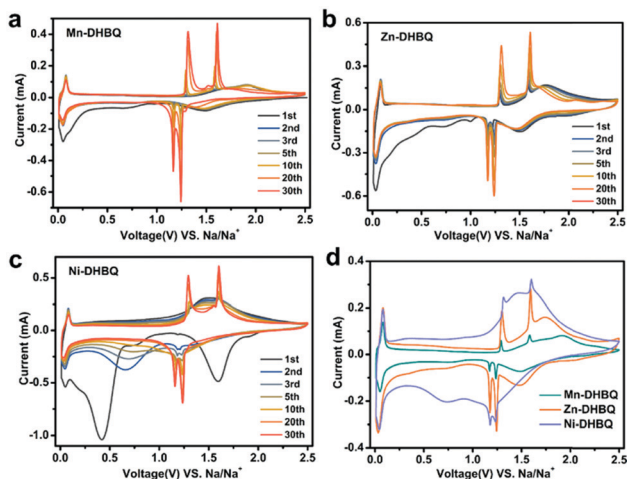 a
Mn-DHBQ
Current (mA)
0.4
0.2
0.0
-0.2
-0.4
-0.6
1st
2nd
3rd
5th
10th
20th
30th
0.0 0.5 1.0 1.5 2.0 2.5
Voltage(V) VS. Na/Na⁺
b
Zn-DHBQ
Current (mA)
0.6
0.3
0.0
-0.3
-0.6
1st
2nd
3rd
5th
10th
20th
30th
0.0 0.5 1.0 1.5 2.0 2.5
Voltage(V) VS. Na/Na⁺
c
Ni-DHBQ
Current (mA)
0.5
0.0
-0.5
-1.0
1st
2nd
3rd
5th
10th
20th
30th
0.0 0.5 1.0 1.5 2.0 2.5
Voltage(V) VS. Na/Na⁺
d
Current (mA)
0.4
0.2
0.0
-0.2
-0.4
Mn-DHBQ
Zn-DHBQ
Ni-DHBQ
0.0 0.5 1.0 1.5 2.0 2.5
Voltage(V) VS. Na/Na⁺